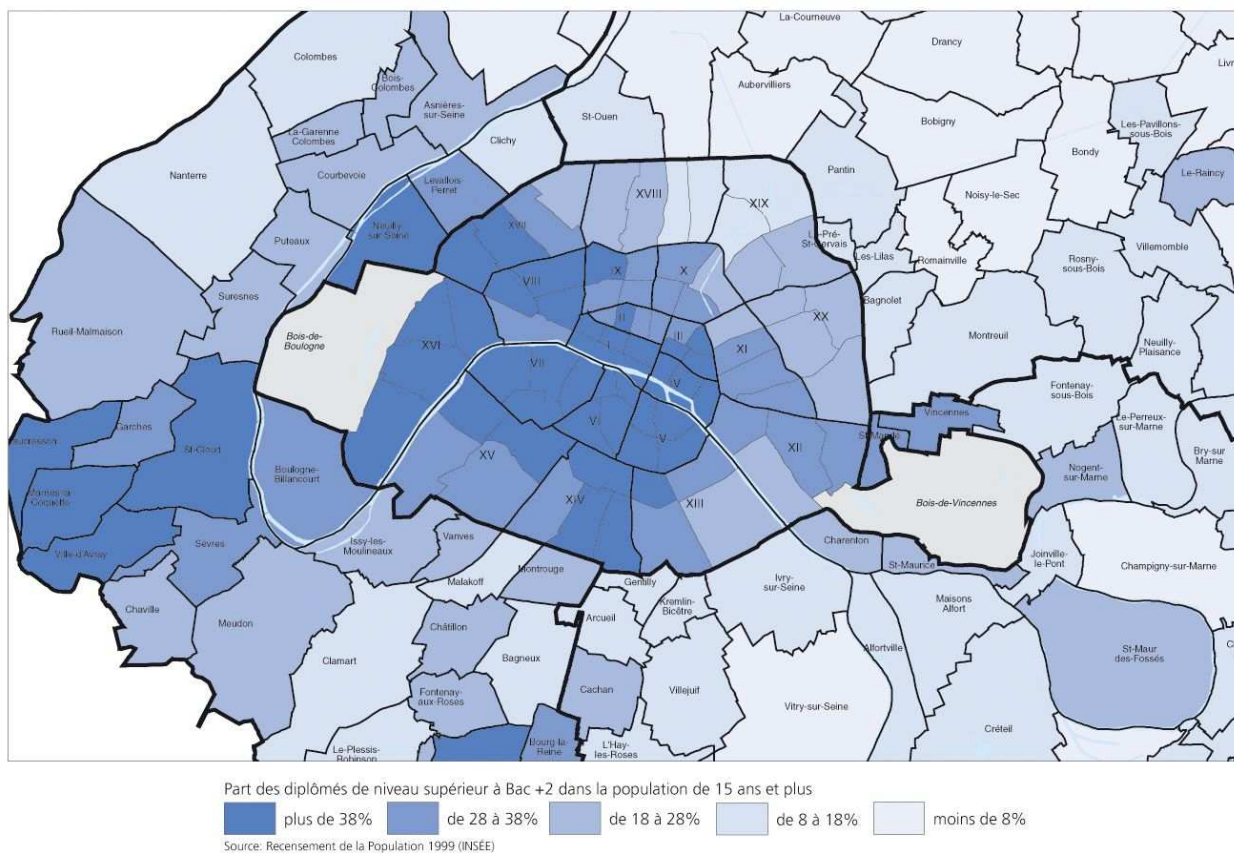 La-Courneuve
Colombes
Drancy
Bois-
Colombes
Asnières-
sur-Seine
Aubervilliers
St-Ouen
Les-Pavillons-
sous-Bois
Bobigny
La-Garenne
Colombes
Clichy
Bondy
Nanterre
Courbevoie
Levallois-
Perret
Pantin
Le-Raincy
XVIII
Noisy-le-Sec
XIX
Neuilly
sur-Seine
XVII
Puteaux
Le-Pré-
St-Gervais
Villemomble
Les-Lilas
Romainville
Rosny-
sous-Bois
IX
X
VIII
Suresnes
Bagnolet
II
XX
Rueil-Malmaison
III
Montreuil
Bois-de-
Boulogne
XVI
I
XI
Neuilly-
Plaisance
VII
V
Fontenay-
sous-Bois
Vincennes
Le-Perreux-
sur-Marne
Garches
VI
V
St-Mandé
St-Cloud
XII
Bry-sur
Marne
XV
Boulogne-
Billancourt
Nogent-
sur-Marne
Marnes-la
Coquette
XIV
XIII
Bois-de-Vincennes
Sèvres
Vanves
Issy-les-
Moulineaux
Charenton
Ville-d'Avray
Joinville-
le-Pont
St-Maurice
Montrouge
Champigny-sur-Marne
Malakoff
Gentilly
Ivry-
sur-Seine
Maisons
Alfort
Chaville
Kremlin-
Bicêtre
Arcueil
Meudon
Châtillon
Alfortville
St-Maur
des-Fossés
Clamart
Bagneux
Cachan
Villejuif
Fontenay-
aux-Roses
Vitry-sur-Seine
Créteil
Bourg-la-
Reine
L'Hay-
les-Roses
Le-Plessis-
Robinson
Part des diplômés de niveau supérieur à Bac +2 dans la population de 15 ans et plus
plus de 38% de 28 à 38% de 18 à 28% de 8 à 18% moins de 8%
Source: Recensement de la Population 1999 (INSÉE)